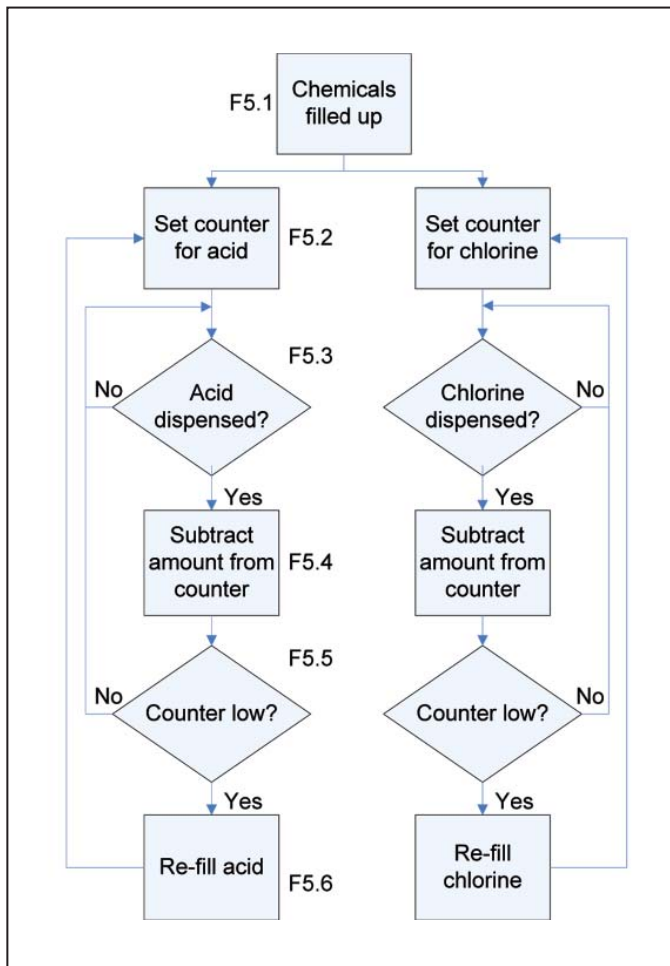 Chemicals
filled up
F5.1
Set counter
for acid
F5.2
Set counter
for chlorine
F5.3
No
Acid
dispensed?
Chlorine
dispensed?
No
Yes
Yes
Subtract
amount from
counter
F5.4
Subtract
amount from
counter
F5.5
No
Counter low?
Counter low?
No
Yes
Yes
Re-fill acid
F5.6
Re-fill
chlorine